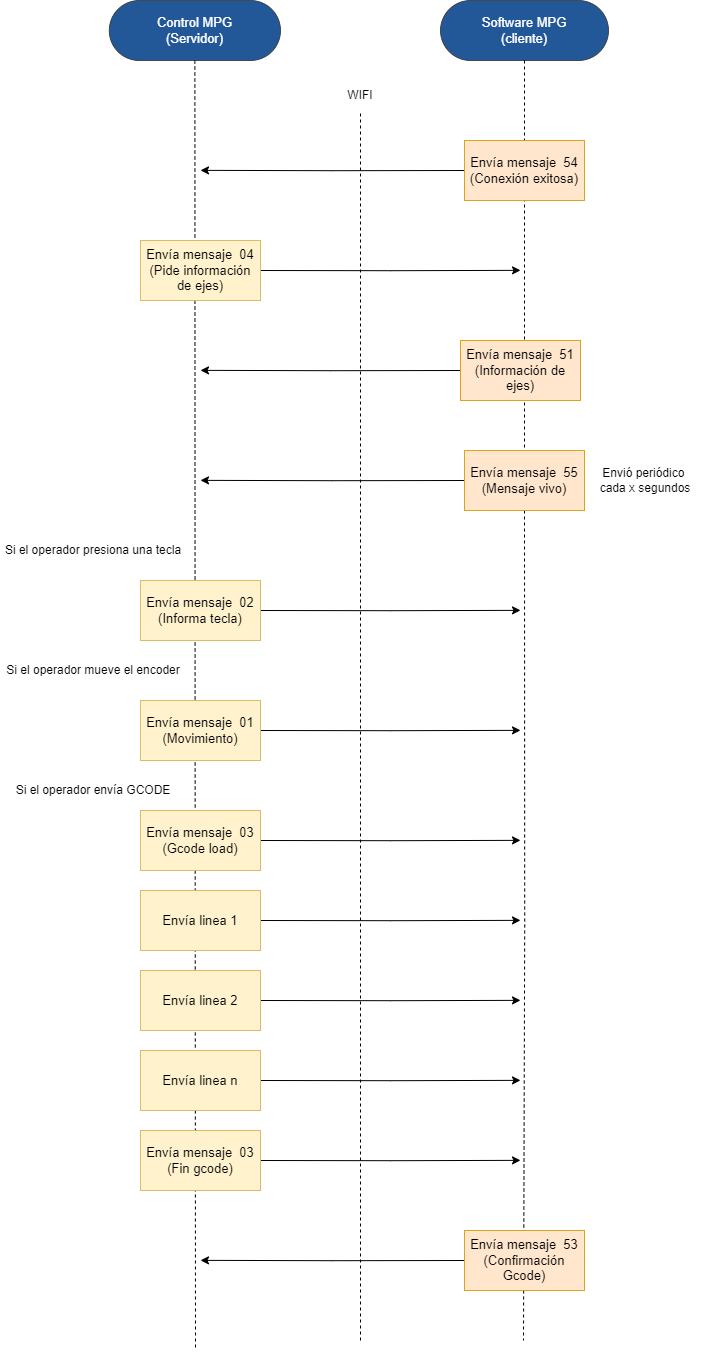 Control MPG
(Servidor)
Software MPG
(cliente)
WIFI
Envía mensaje 54
(Conexión exitosa)
Envía mensaje 04
(Pide información
de ejes)
Envía mensaje 51
(Información de
ejes)
Envía mensaje 55
(Mensaje vivo)
Envió periódico
cada x segundos
Si el operador presiona una tecla
Envía mensaje 02
(Informa tecla)
Si el operador mueve el encoder
Envía mensaje 01
(Movimiento)
Si el operador envía GCODE
Envía mensaje 03
(Gcode load)
Envía linea 1
Envía linea 2
Envía linea n
Envía mensaje 03
(Fin gcode)
Envía mensaje 53
(Confirmación
Gcode)